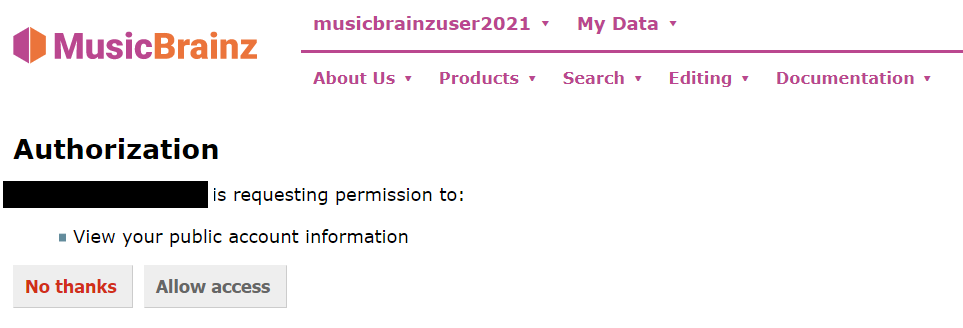 musicbrainzuser2021 ▾ My Data ▾
MusicBrainz
About Us ▾ Products ▾ Search ▾ Editing ▾ Documentation ▾
Authorization
is requesting permission to:
▪ View your public account information
No thanks Allow access